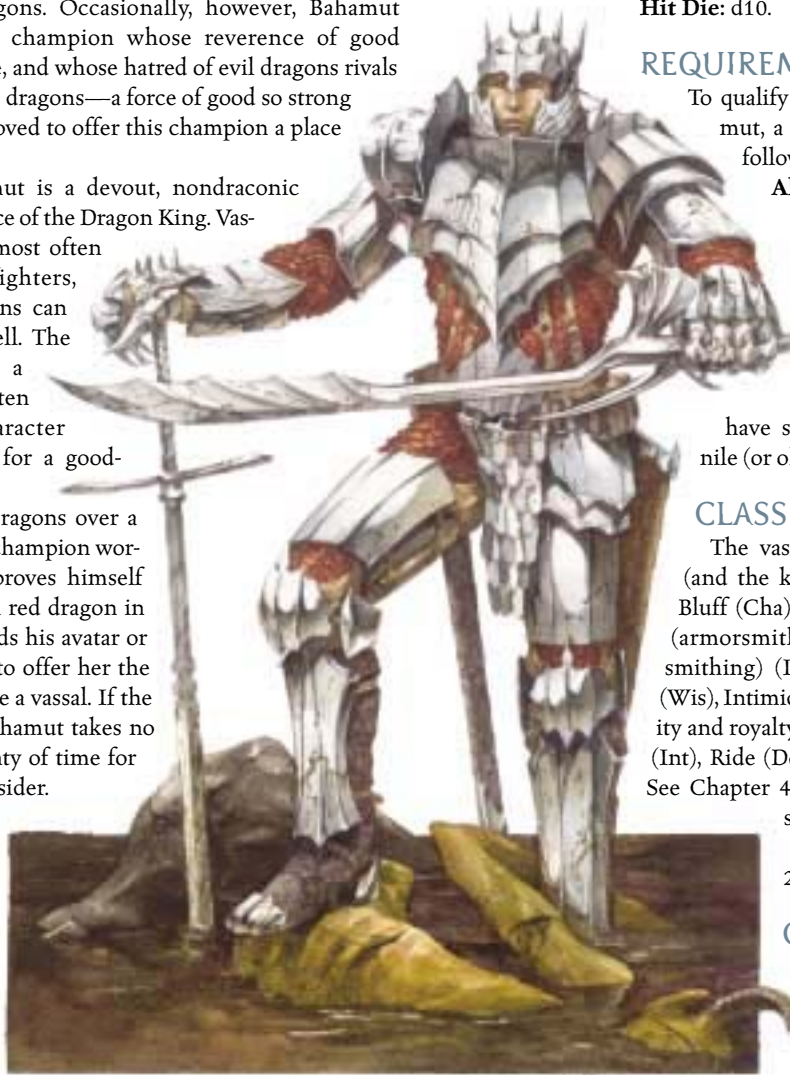 gons. Occasionally, however, Bahamut
champion whose reverence of good
e, and whose hatred of evil dragons rivals
dragons—a force of good so strong
oved to offer this champion a place
ut is a devout, nondraconic
ce of the Dragon King. Vas-
most often
ighters,
ns can
ell. The
a
ten
aracter
for a good-
ragons over a
hampion wor-
proves himself
red dragon in
ds his avatar or
to offer her the
e a vassal. If the
hamut takes no
ty of time for
sider.
Hit Die: d10.
REQUIREM
To qualify
mut, a
follow
Al
have s
nile (or ol
CLASS
The vas
(and the k
Bluff (Cha)
(armorsmith
smithing) (I
(Wis), Intimid
ity and royalty
(Int), Ride (De
See Chapter 4
s
2